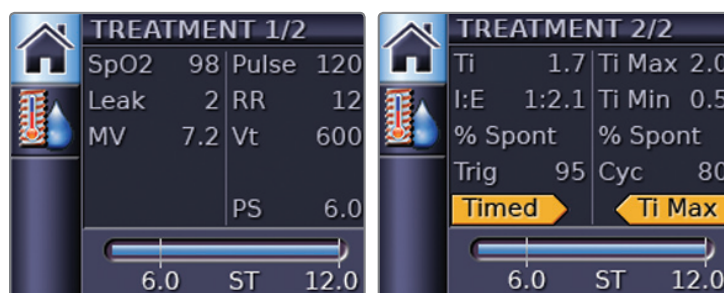 TREATMENT 1/2
SpO2 98 Pulse 120
Leak 2 RR 12
MV 7.2 Vt 600
PS 6.0
6.0 ST 12.0
TREATMENT 2/2
Ti 1.7 Ti Max 2.0
I:E 1:2.1 Ti Min 0.5
% Spont % Spont
Trig 95 Cyc 80
Timed Ti Max
6.0 ST 12.0